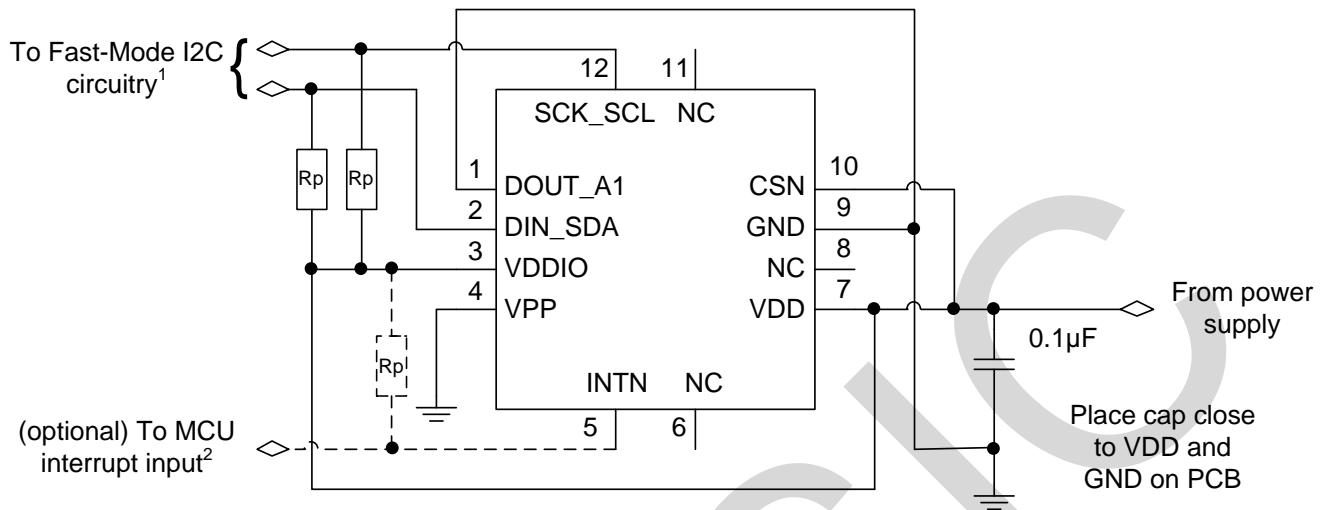 To Fast-Mode I2C
circuitry1
{
12
11
SCK_SCL
NC
Rp
Rp
1
DOUT_A1
CSN
10
2
DIN_SDA
GND
9
3
VDDIO
NC
8
4
VPP
VDD
7
From power
supply
0.1µF
Rp
INTN
NC
5
6
Place cap close
to VDD and
GND on PCB
(optional) To MCU
interrupt input2